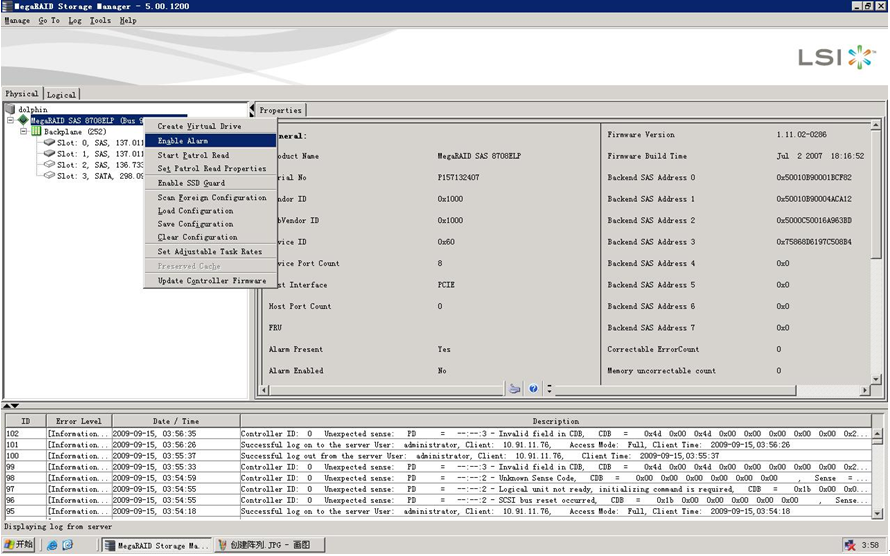 MegaRAID Storage Manager - 5.00.1200
Manage Go To Log Tools Help
LSI
Physical Logical
dolphin
MegaRAID SAS 8708ELP (Bus 9
Backplane (252)
Slot: 0, SAS, 137.011
Slot: 1, SAS, 137.011
Slot: 2, SAS, 136.733
Slot: 3, SATA, 298.09
Create Virtual Drive
Enable Alarm
Start Patrol Read
Set Patrol Read Properties
Enable SSD Guard
Scan Foreign Configuration
Load Configuration
Save Configuration
Clear Configuration
Set Adjustable Task Rates
Preserved Cache
Update Controller Firmware
Properties
neral:
oduct Name MegaRAID SAS 8708ELP
rial No P157132407
ndor ID 0x1000
bVendor ID 0x1000
vice ID 0x60
vice Port Count 8
st Interface PCIE
Host Port Count 0
FRU
Alarm Present Yes
Alarm Enabled No
Firmware Version 1.11.02-0286
Firmware Build Time Jul 2 2007 18:16:52
Backend SAS Address 0 0x50010B90001BCF82
Backend SAS Address 1 0x50010B90004ACA12
Backend SAS Address 2 0x5000C50016A963BD
Backend SAS Address 3 0x75868D6197C508B4
Backend SAS Address 4 0x0
Backend SAS Address 5 0x0
Backend SAS Address 6 0x0
Backend SAS Address 7 0x0
Correctable ErrorCount 0
Memory uncorrectable count 0
ID Error Level Date / Time Description
102 [Information... 2009-09-15, 03:56:35 Controller ID: 0 Unexpected sense: PD = --:--:3 - Invalid field in CDB, CDB = 0x4d 0x00 0x4d 0x00 0x00 0x00 0x00 0x00 0x2...
101 [Information... 2009-09-15, 03:56:26 Successful log on to the server User: administrator, Client: 10.91.11.76, Access Mode: Full, Client Time: 2009-09-15,03:56:26
100 [Information... 2009-09-15, 03:55:37 Successful log out from the server User: administrator, Client: 10.91.11.76, Client Time: 2009-09-15,03:55:37
99 [Information... 2009-09-15, 03:55:33 Controller ID: 0 Unexpected sense: PD = --:--:3 - Invalid field in CDB, CDB = 0x4d 0x00 0x4d 0x00 0x00 0x00 0x00 0x00 0x2...
98 [Information... 2009-09-15, 03:54:59 Controller ID: 0 Unexpected sense: PD = --:--:2 - Unknown Sense Code, CDB = 0x00 0x00 0x00 0x00 0x00 0x00 , Sense = ...
97 [Information... 2009-09-15, 03:54:55 Controller ID: 0 Unexpected sense: PD = --:--:2 - Logical unit not ready, initializing command is required, CDB = 0x1b 0x00 0x0...
96 [Information... 2009-09-15, 03:54:55 Controller ID: 0 Unexpected sense: PD = --:--:2 - SCSI bus reset occurred, CDB = 0x1b 0x00 0x00 0x00 0x00 0x00 , Sens...
95 [Information... 2009-09-15, 03:54:18 Successful log on to the server User: administrator, Client: 10.91.11.76, Access Mode: Full, Client Time: 2009-09-15,03:54:18
Displaying log from server
开始 MegaRAID Storage Ma... 创建阵列.JPG - 画图 3:58